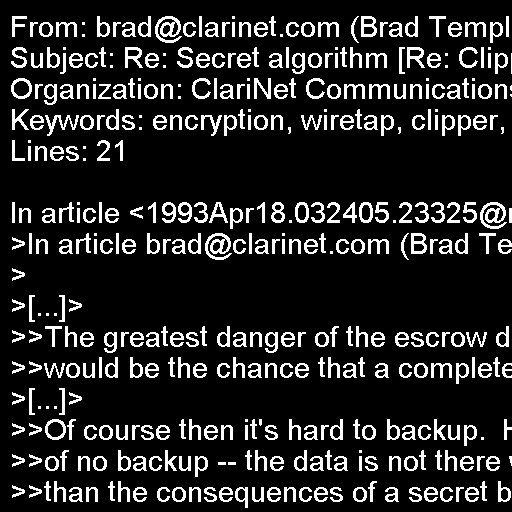 From: brad@clarinet.com (Brad Templ
Subject: Re: Secret algorithm [Re: Clip
Organization: ClariNet Communications
Keywords: encryption, wiretap, clipper,
Lines: 21

In article <1993Apr18.032405.23325@
>In article brad@clarinet.com (Brad Te
>
>[...]>
>>The greatest danger of the escrow d
>>would be the chance that a complete
>[...]>
>>Of course then it's hard to backup.  H
>>of no backup -- the data is not there
>>than the consequences of a secret b